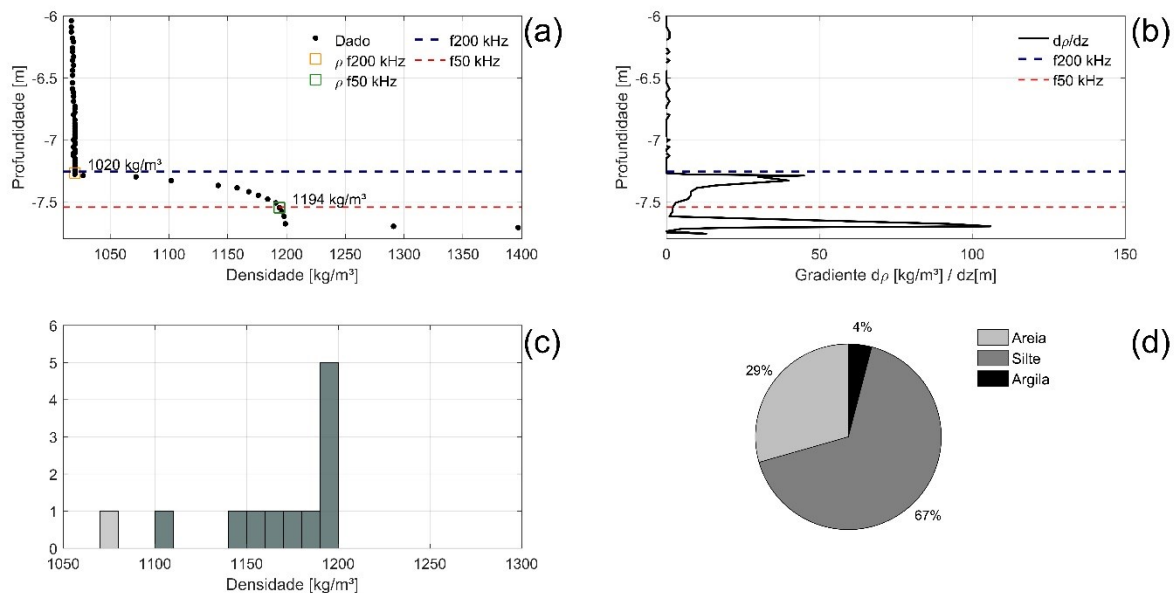 (a)
-6
-6.5
-7
-7.5
Profundidade [m]
Dado
ρ f200 kHz
ρ f50 kHz
f200 kHz
f50 kHz
1020 kg/m³
1194 kg/m³
1050 1100 1150 1200 1250 1300 1350 1400
Densidade [kg/m³]
(b)
-6
-6.5
-7
-7.5
Profundidade [m]
dρ/dz
f200 kHz
f50 kHz
0 50 100 150
Gradiente dρ [kg/m³] / dz[m]
(c)
6
5
4
3
2
1
0
1050 1100 1150 1200 1250 1300
Densidade [kg/m³]
(d)
4%
29%
67%
Areia
Silte
Argila